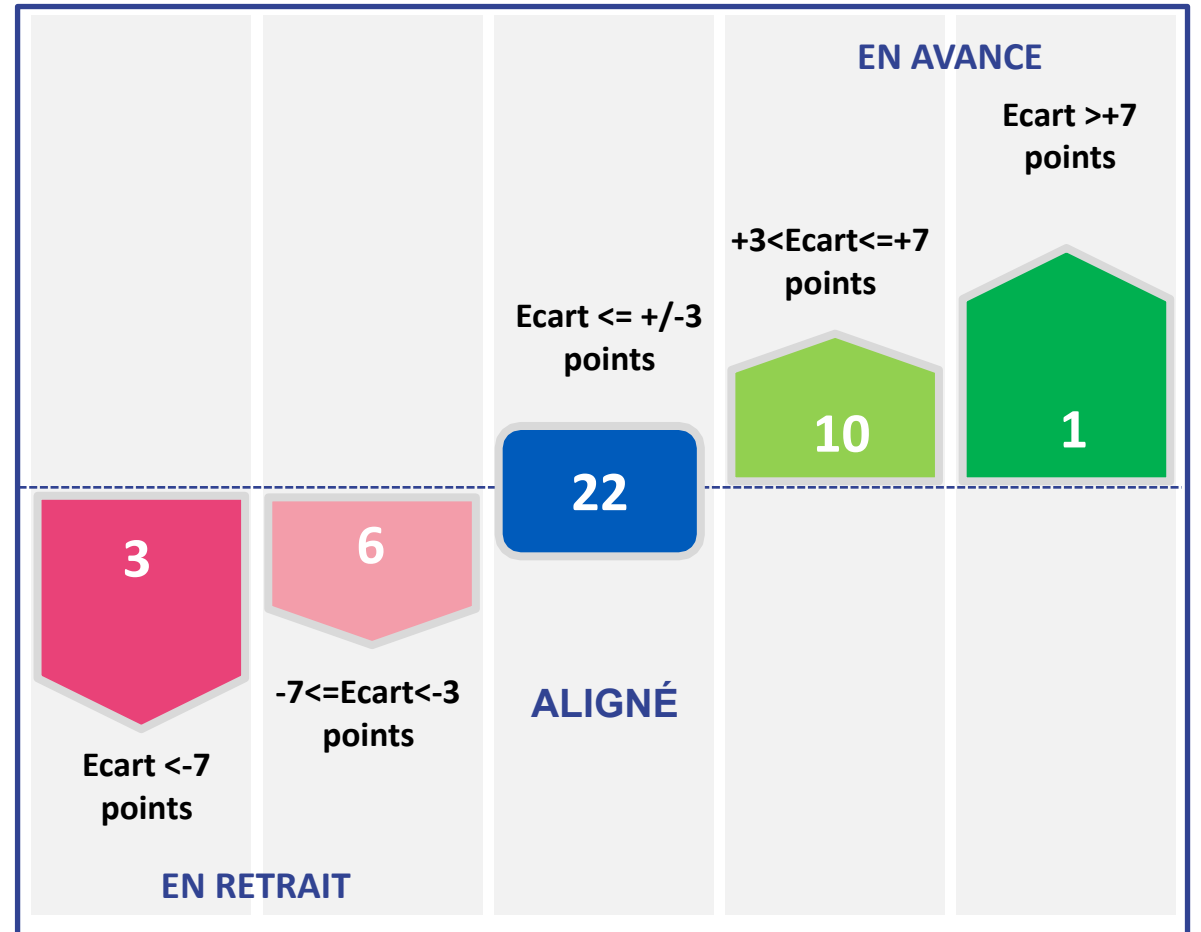 EN AVANCE
Ecart >+7
points
+3<Ecart<=+7
points
Ecart <= +/-3
points
10
1
22
3
6
-7<=Ecart<-3
points
ALIGNÉ
Ecart <-7
points
EN RETRAIT